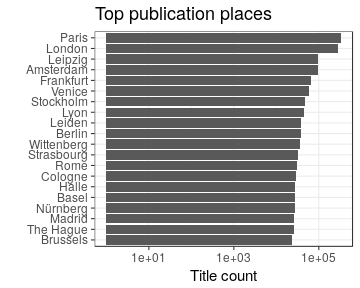 Top publication places
Paris
London
Leipzig
Amsterdam
Frankfurt
Venice
Stockholm
Lyon
Leiden
Berlin
Wittenberg
Strasbourg
Rome
Cologne
Halle
Basel
Nürnberg
Madrid
The Hague
Brussels
1e+01 1e+03 1e+05
Title count